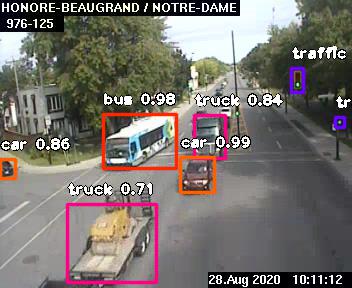 HONORE-BEAUGRAND / NOTRE-DAME
976-125
traffic
bus 0.98
truck 0.84
tr
car 0.86
car 0.99
truck 0.71
28.Aug 2020 10:11:12